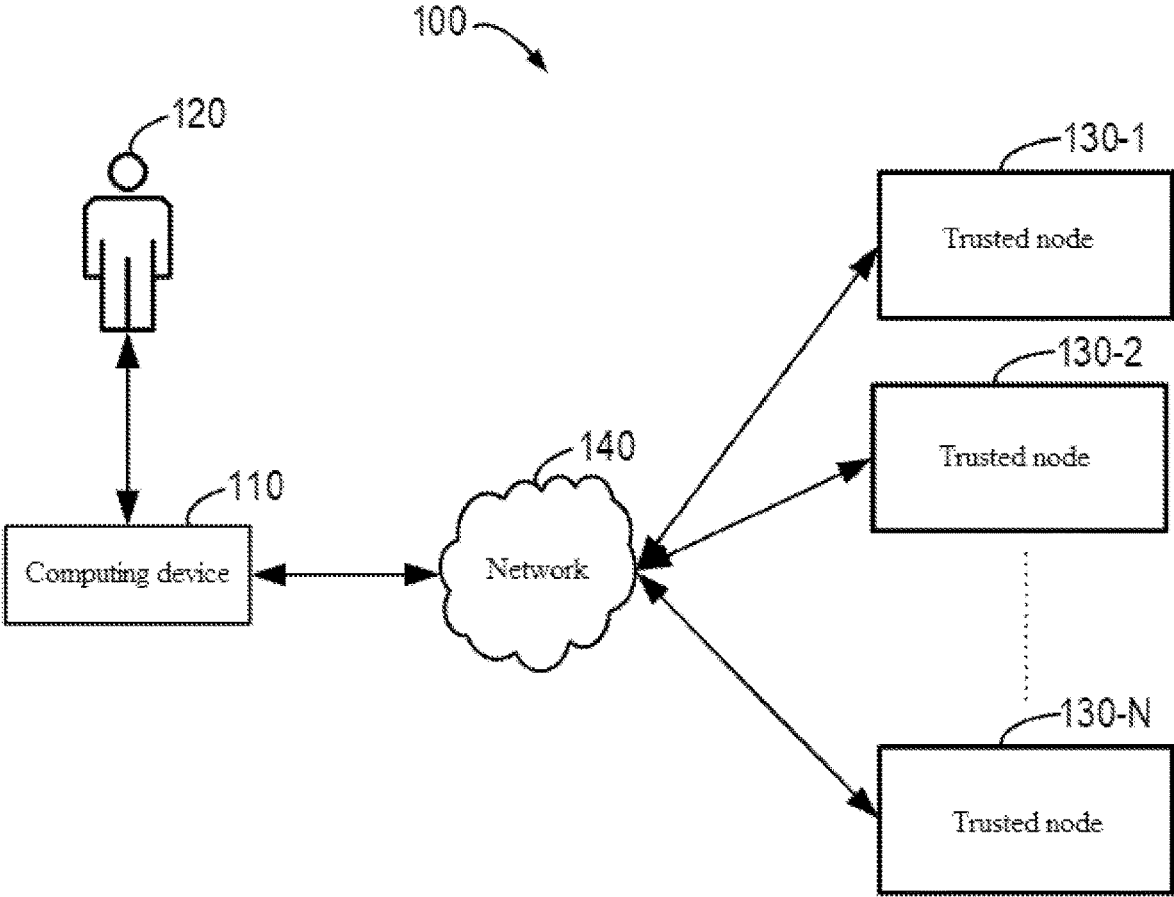 100
120
130-1
Trusted node
130-2
Trusted node
140
110
Network
Computing device
130-N
Trusted node